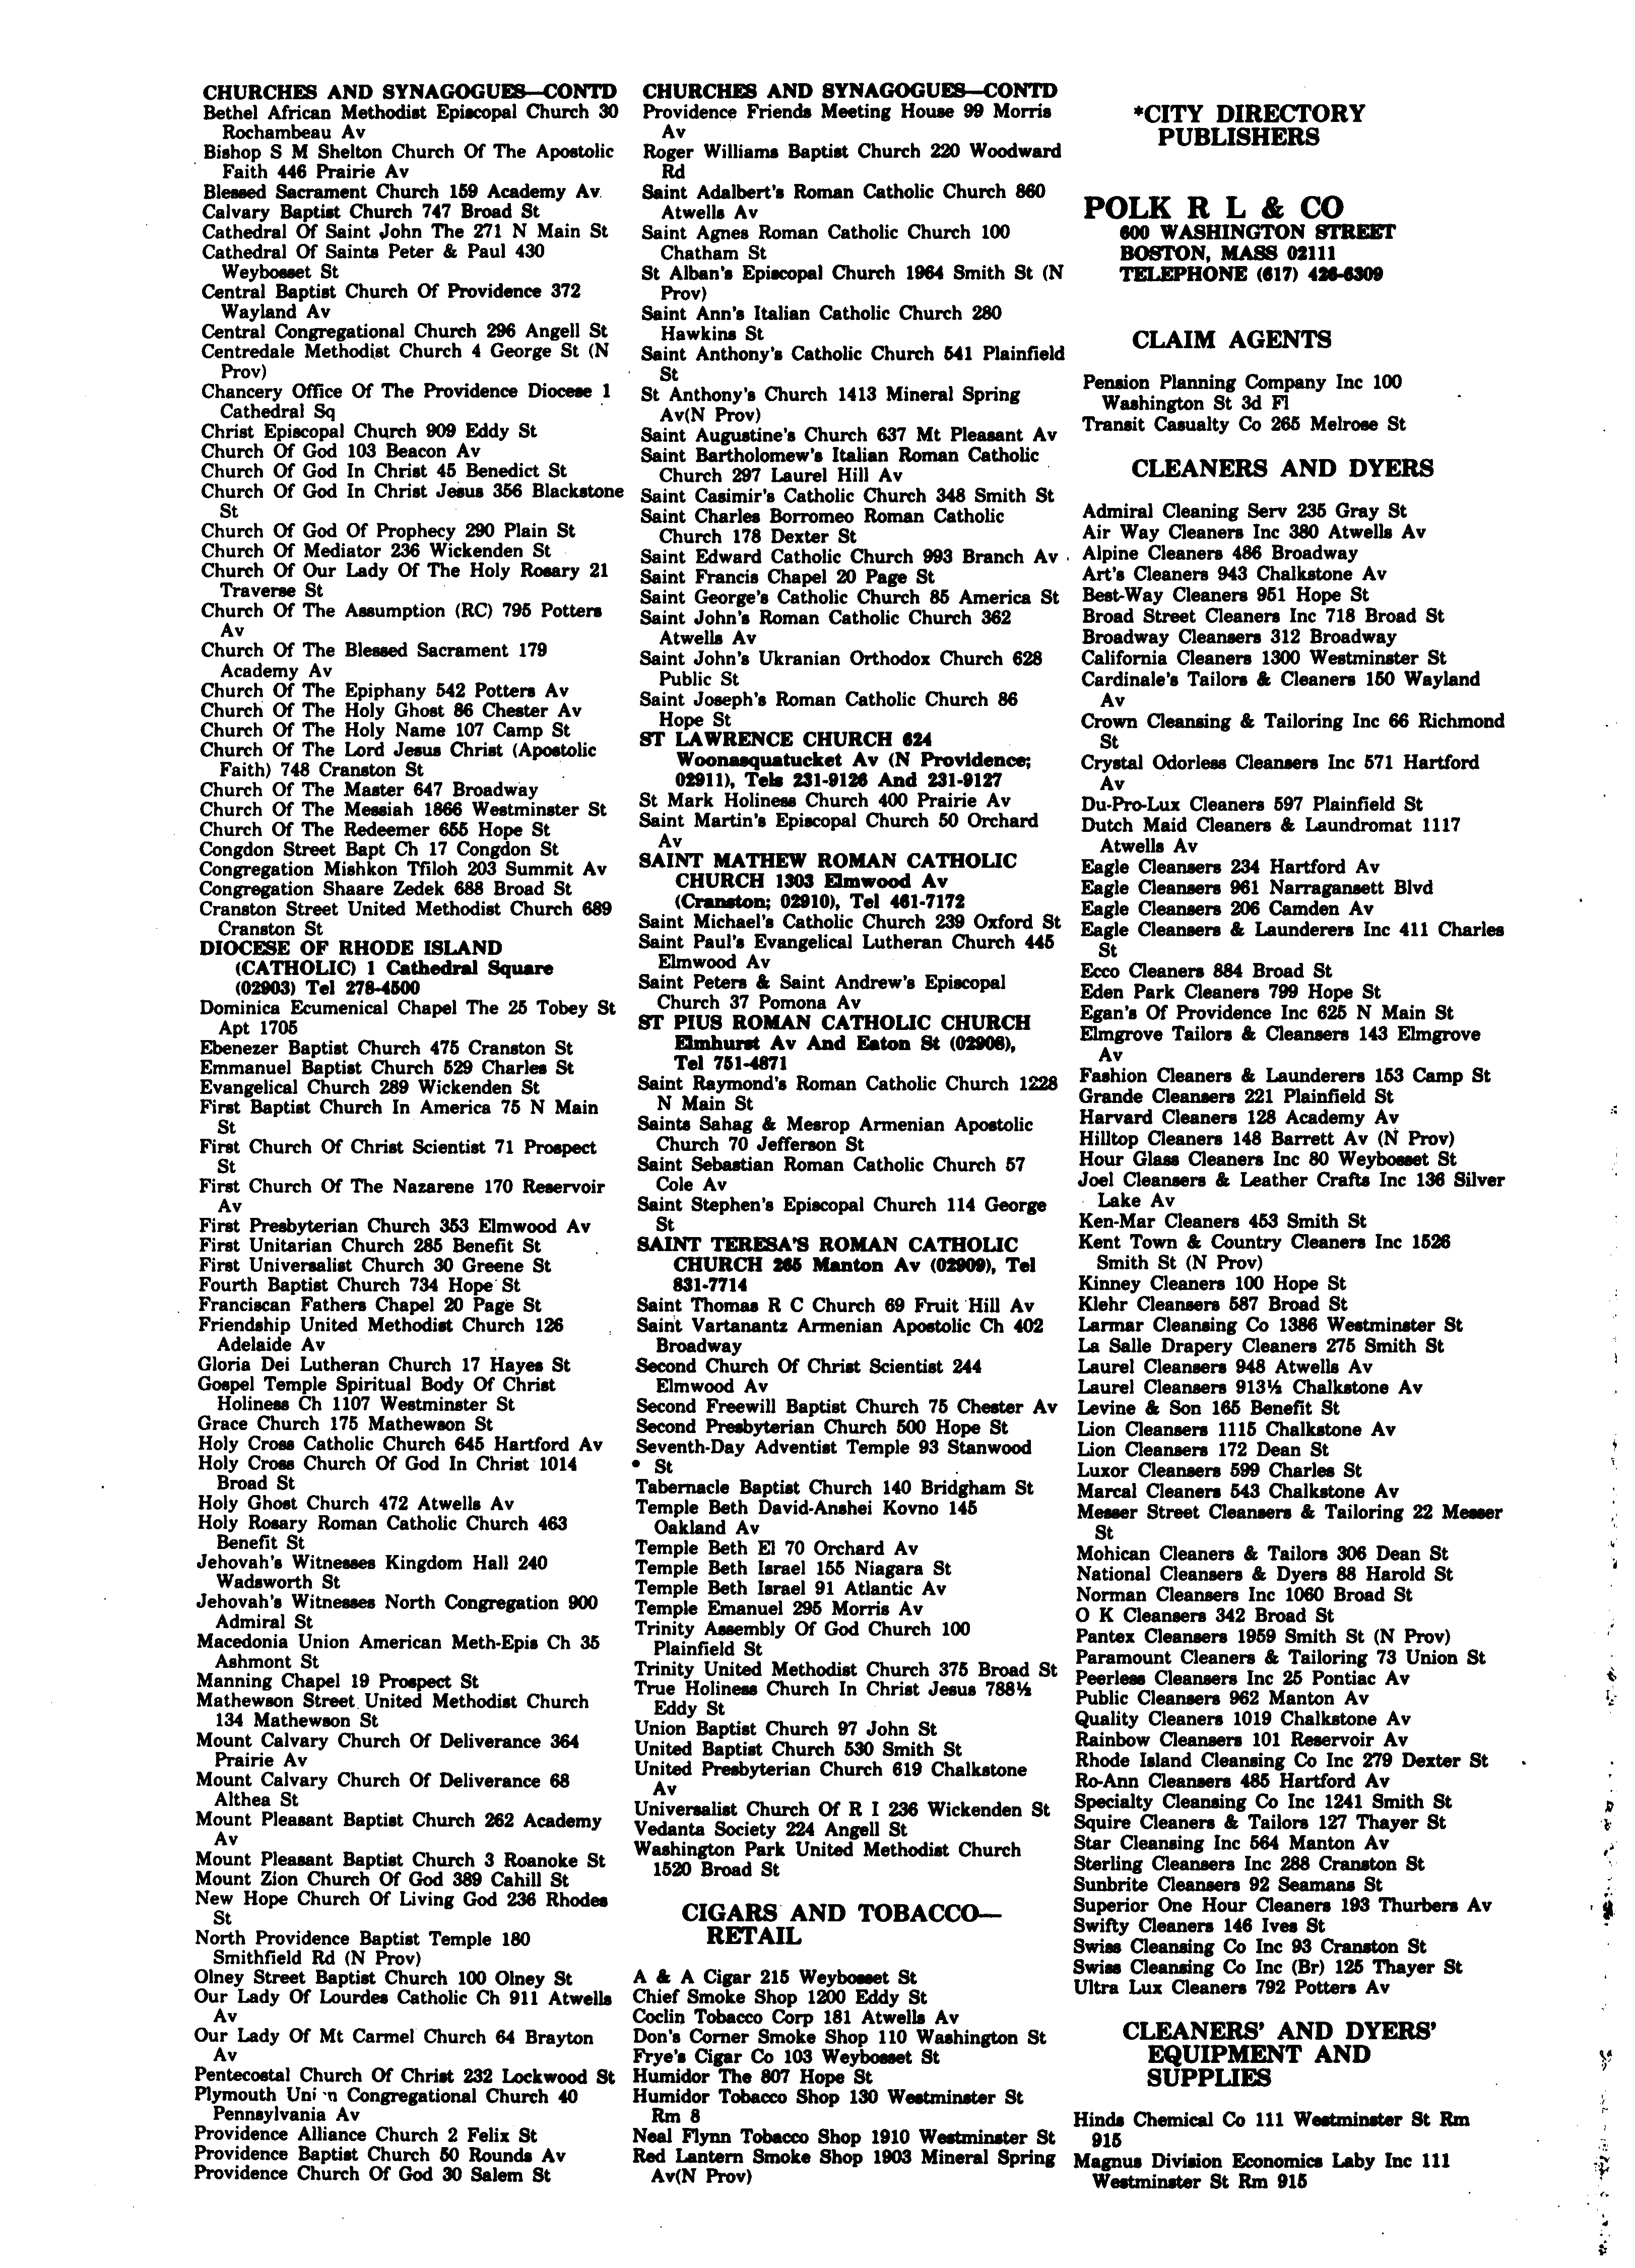 CHURCHES AND SYNAGOGUES—CONTD
Bethel African Methodist Episcopal Church 30
Rochambeau Av
Bishop S M Shelton Church Of The Apostolic
Faith 446 Prairie Av
Blessed Sacrament Church 159 Academy Av
Calvary Baptist Church 747 Broad St
Cathedral Of Saint John The 271 N Main St
Cathedral Of Saints Peter & Paul 430
Weybosset St
Central Baptist Church Of Providence 372
Wayland Av
Central Congregational Church 296 Angell St
Centredale Methodist Church 4 George St (N
Prov)
Chancery Office Of The Providence Diocese 1
Cathedral Sq
Christ Episcopal Church 909 Eddy St
Church Of God 103 Beacon Av
Church Of God In Christ 45 Benedict St
Church Of God In Christ Jesus 356 Blackstone
St
Church Of God Of Prophecy 290 Plain St
Church Of Mediator 236 Wickenden St
Church Of Our Lady Of The Holy Rosary 21
Traverse St
Church Of The Assumption (RC) 795 Potters
Av
Church Of The Blessed Sacrament 179
Academy Av
Church Of The Epiphany 542 Potters Av
Church Of The Holy Ghost 86 Chester Av
Church Of The Holy Name 107 Camp St
Church Of The Lord Jesus Christ (Apostolic
Faith) 748 Cranston St
Church Of The Master 647 Broadway
Church Of The Messiah 1866 Westminster St
Church Of The Redeemer 655 Hope St
Congdon Street Bapt Ch 17 Congdon St
Congregation Mishkon Tfiloh 203 Summit Av
Congregation Shaare Zedek 688 Broad St
Cranston Street United Methodist Church 689
Cranston St
DIOCESE OF RHODE ISLAND
(CATHOLIC) 1 Cathedral Square
(02903) Tel 278-4500
Dominica Ecumenical Chapel The 25 Tobey St
Apt 1705
Ebenezer Baptist Church 475 Cranston St
Emmanuel Baptist Church 529 Charles St
Evangelical Church 289 Wickenden St
First Baptist Church In America 75 N Main
St
First Church Of Christ Scientist 71 Prospect
St
First Church Of The Nazarene 170 Reservoir
Av
First Presbyterian Church 353 Elmwood Av
First Unitarian Church 285 Benefit St
First Universalist Church 30 Greene St
Fourth Baptist Church 734 Hope St
Franciscan Fathers Chapel 20 Page St
Friendship United Methodist Church 126
Adelaide Av
Gloria Dei Lutheran Church 17 Hayes St
Gospel Temple Spiritual Body Of Christ
Holiness Ch 1107 Westminster St
Grace Church 175 Mathewson St
Holy Cross Catholic Church 645 Hartford Av
Holy Cross Church Of God In Christ 1014
Broad St
Holy Ghost Church 472 Atwells Av
Holy Rosary Roman Catholic Church 463
Benefit St
Jehovah's Witnesses Kingdom Hall 240
Wadsworth St
Jehovah's Witnesses North Congregation 900
Admiral St
Macedonia Union American Meth-Epis Ch 35
Ashmont St
Manning Chapel 19 Prospect St
Mathewson Street United Methodist Church
134 Mathewson St
Mount Calvary Church Of Deliverance 364
Prairie Av
Mount Calvary Church Of Deliverance 68
Althea St
Mount Pleasant Baptist Church 262 Academy
Av
Mount Pleasant Baptist Church 3 Roanoke St
Mount Zion Church Of God 389 Cahill St
New Hope Church Of Living God 236 Rhodes
St
North Providence Baptist Temple 180
Smithfield Rd (N Prov)
Olney Street Baptist Church 100 Olney St
Our Lady Of Lourdes Catholic Ch 911 Atwells
Av
Our Lady Of Mt Carmel Church 64 Brayton
Av
Pentecostal Church Of Christ 232 Lockwood St
Plymouth Uni n Congregational Church 40
Pennsylvania Av
Providence Alliance Church 2 Felix St
Providence Baptist Church 50 Rounds Av
Providence Church Of God 30 Salem St
CHURCHES AND SYNAGOGUES—CONTD
Providence Friends Meeting House 99 Morris
Av
Roger Williams Baptist Church 220 Woodward
Rd
Saint Adalbert's Roman Catholic Church 860
Atwells Av
Saint Agnes Roman Catholic Church 100
Chatham St
St Alban's Episcopal Church 1964 Smith St (N
Prov)
Saint Ann's Italian Catholic Church 280
Hawkins St
Saint Anthony's Catholic Church 541 Plainfield
St
St Anthony's Church 1413 Mineral Spring
Av(N Prov)
Saint Augustine's Church 637 Mt Pleasant Av
Saint Bartholomew's Italian Roman Catholic
Church 297 Laurel Hill Av
Saint Casimir's Catholic Church 348 Smith St
Saint Charles Borromeo Roman Catholic
Church 178 Dexter St
Saint Edward Catholic Church 993 Branch Av
Saint Francis Chapel 20 Page St
Saint George's Catholic Church 85 America St
Saint John's Roman Catholic Church 362
Atwells Av
Saint John's Ukranian Orthodox Church 628
Public St
Saint Joseph's Roman Catholic Church 86
Hope St
ST LAWRENCE CHURCH 624
Woonasquatucket Av (N Providence;
02911), Tels 231-9126 And 231-9127
St Mark Holiness Church 400 Prairie Av
Saint Martin's Episcopal Church 50 Orchard
Av
SAINT MATHEW ROMAN CATHOLIC
CHURCH 1303 Elmwood Av
(Cranston; 02910), Tel 461-7172
Saint Michael's Catholic Church 239 Oxford St
Saint Paul's Evangelical Lutheran Church 445
Elmwood Av
Saint Peters & Saint Andrew's Episcopal
Church 37 Pomona Av
ST PIUS ROMAN CATHOLIC CHURCH
Elmhurst Av And Eaton St (02908),
Tel 751-4871
Saint Raymond's Roman Catholic Church 1228
N Main St
Saints Sahag & Mesrop Armenian Apostolic
Church 70 Jefferson St
Saint Sebastian Roman Catholic Church 57
Cole Av
Saint Stephen's Episcopal Church 114 George
St
SAINT TERESA'S ROMAN CATHOLIC
CHURCH 265 Manton Av (02909), Tel
831-7714
Saint Thomas R C Church 69 Fruit Hill Av
Saint Vartanantz Armenian Apostolic Ch 402
Broadway
Second Church Of Christ Scientist 244
Elmwood Av
Second Freewill Baptist Church 75 Chester Av
Second Presbyterian Church 500 Hope St
Seventh-Day Adventist Temple 93 Stanwood
St
Tabernacle Baptist Church 140 Bridgham St
Temple Beth David-Anshei Kovno 145
Oakland Av
Temple Beth El 70 Orchard Av
Temple Beth Israel 155 Niagara St
Temple Beth Israel 91 Atlantic Av
Temple Emanuel 295 Morris Av
Trinity Assembly Of God Church 100
Plainfield St
Trinity United Methodist Church 375 Broad St
True Holiness Church In Christ Jesus 788½
Eddy St
Union Baptist Church 97 John St
United Baptist Church 530 Smith St
United Presbyterian Church 619 Chalkstone
Av
Universalist Church Of R I 236 Wickenden St
Vedanta Society 224 Angell St
Washington Park United Methodist Church
1520 Broad St
CIGARS AND TOBACCO—
RETAIL
A & A Cigar 215 Weybosset St
Chief Smoke Shop 1200 Eddy St
Coclin Tobacco Corp 181 Atwells Av
Don's Corner Smoke Shop 110 Washington St
Frye's Cigar Co 103 Weybosset St
Humidor The 807 Hope St
Humidor Tobacco Shop 130 Westminster St
Rm 8
Neal Flynn Tobacco Shop 1910 Westminster St
Red Lantern Smoke Shop 1903 Mineral Spring
Av(N Prov)
*CITY DIRECTORY
PUBLISHERS
POLK R L & CO
600 WASHINGTON STREET
BOSTON, MASS 02111
TELEPHONE (617) 426-6309
CLAIM AGENTS
Pension Planning Company Inc 100
Washington St 3d Fl
Transit Casualty Co 265 Melrose St
CLEANERS AND DYERS
Admiral Cleaning Serv 235 Gray St
Air Way Cleaners Inc 380 Atwells Av
Alpine Cleaners 486 Broadway
Art's Cleaners 943 Chalkstone Av
Best-Way Cleaners 951 Hope St
Broad Street Cleaners Inc 718 Broad St
Broadway Cleansers 312 Broadway
California Cleaners 1300 Westminster St
Cardinale's Tailors & Cleaners 150 Wayland
Av
Crown Cleansing & Tailoring Inc 66 Richmond
St
Crystal Odorless Cleansers Inc 571 Hartford
Av
Du-Pro-Lux Cleaners 597 Plainfield St
Dutch Maid Cleaners & Laundromat 1117
Atwells Av
Eagle Cleansers 234 Hartford Av
Eagle Cleansers 961 Narragansett Blvd
Eagle Cleansers 206 Camden Av
Eagle Cleansers & Launderers Inc 411 Charles
St
Ecco Cleaners 884 Broad St
Eden Park Cleaners 799 Hope St
Egan's Of Providence Inc 625 N Main St
Elmgrove Tailors & Cleansers 143 Elmgrove
Av
Fashion Cleaners & Launderers 153 Camp St
Grande Cleansers 221 Plainfield St
Harvard Cleaners 128 Academy Av
Hilltop Cleaners 148 Barrett Av (N Prov)
Hour Glass Cleaners Inc 80 Weybosset St
Joel Cleansers & Leather Crafts Inc 136 Silver
Lake Av
Ken-Mar Cleaners 453 Smith St
Kent Town & Country Cleaners Inc 1526
Smith St (N Prov)
Kinney Cleaners 100 Hope St
Klehr Cleansers 587 Broad St
Larmar Cleansing Co 1386 Westminster St
La Salle Drapery Cleaners 275 Smith St
Laurel Cleansers 948 Atwells Av
Laurel Cleansers 913½ Chalkstone Av
Levine & Son 165 Benefit St
Lion Cleansers 1115 Chalkstone Av
Lion Cleansers 172 Dean St
Luxor Cleansers 599 Charles St
Marcal Cleaners 543 Chalkstone Av
Messer Street Cleansers & Tailoring 22 Messer
St
Mohican Cleaners & Tailors 306 Dean St
National Cleansers & Dyers 88 Harold St
Norman Cleansers Inc 1060 Broad St
O K Cleansers 342 Broad St
Pantex Cleansers 1959 Smith St (N Prov)
Paramount Cleaners & Tailoring 73 Union St
Peerless Cleansers Inc 25 Pontiac Av
Public Cleansers 962 Manton Av
Quality Cleaners 1019 Chalkstone Av
Rainbow Cleansers 101 Reservoir Av
Rhode Island Cleansing Co Inc 279 Dexter St
Ro-Ann Cleansers 485 Hartford Av
Specialty Cleansing Co Inc 1241 Smith St
Squire Cleaners & Tailors 127 Thayer St
Star Cleansing Inc 564 Manton Av
Sterling Cleansers Inc 288 Cranston St
Sunbrite Cleansers 92 Seamans St
Superior One Hour Cleaners 193 Thurbers Av
Swifty Cleaners 146 Ives St
Swiss Cleansing Co Inc 93 Cranston St
Swiss Cleansing Co Inc (Br) 125 Thayer St
Ultra Lux Cleaners 792 Potters Av
CLEANERS' AND DYERS'
EQUIPMENT AND
SUPPLIES
Hinds Chemical Co 111 Westminster St Rm
915
Magnus Division Economics Laby Inc 111
Westminster St Rm 915